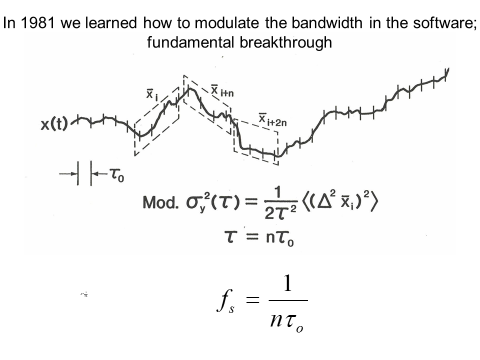 In 1981 we learned how to modulate the bandwidth in the software;
fundamental breakthrough
x̄ᵢ
x̄ᵢ₊ₙ
x̄ᵢ₊₂ₙ
x(t)
τ₀
Mod. σᵧ²(τ) = 1/2τ² ⟨(Δ² x̄ᵢ)²⟩
τ = nτ₀
fₛ = 1/nτₒ